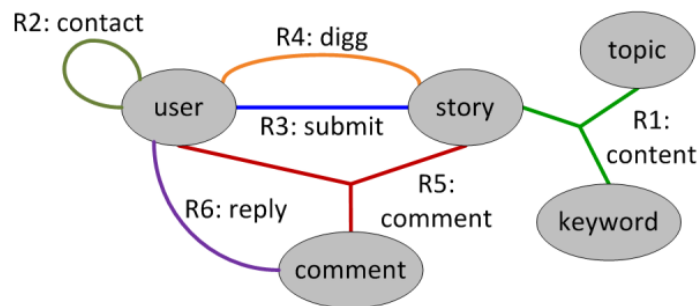 R2: contact
R4: digg
topic
user
story
R3: submit
R1:
content
R5:
comment
R6: reply
keyword
comment